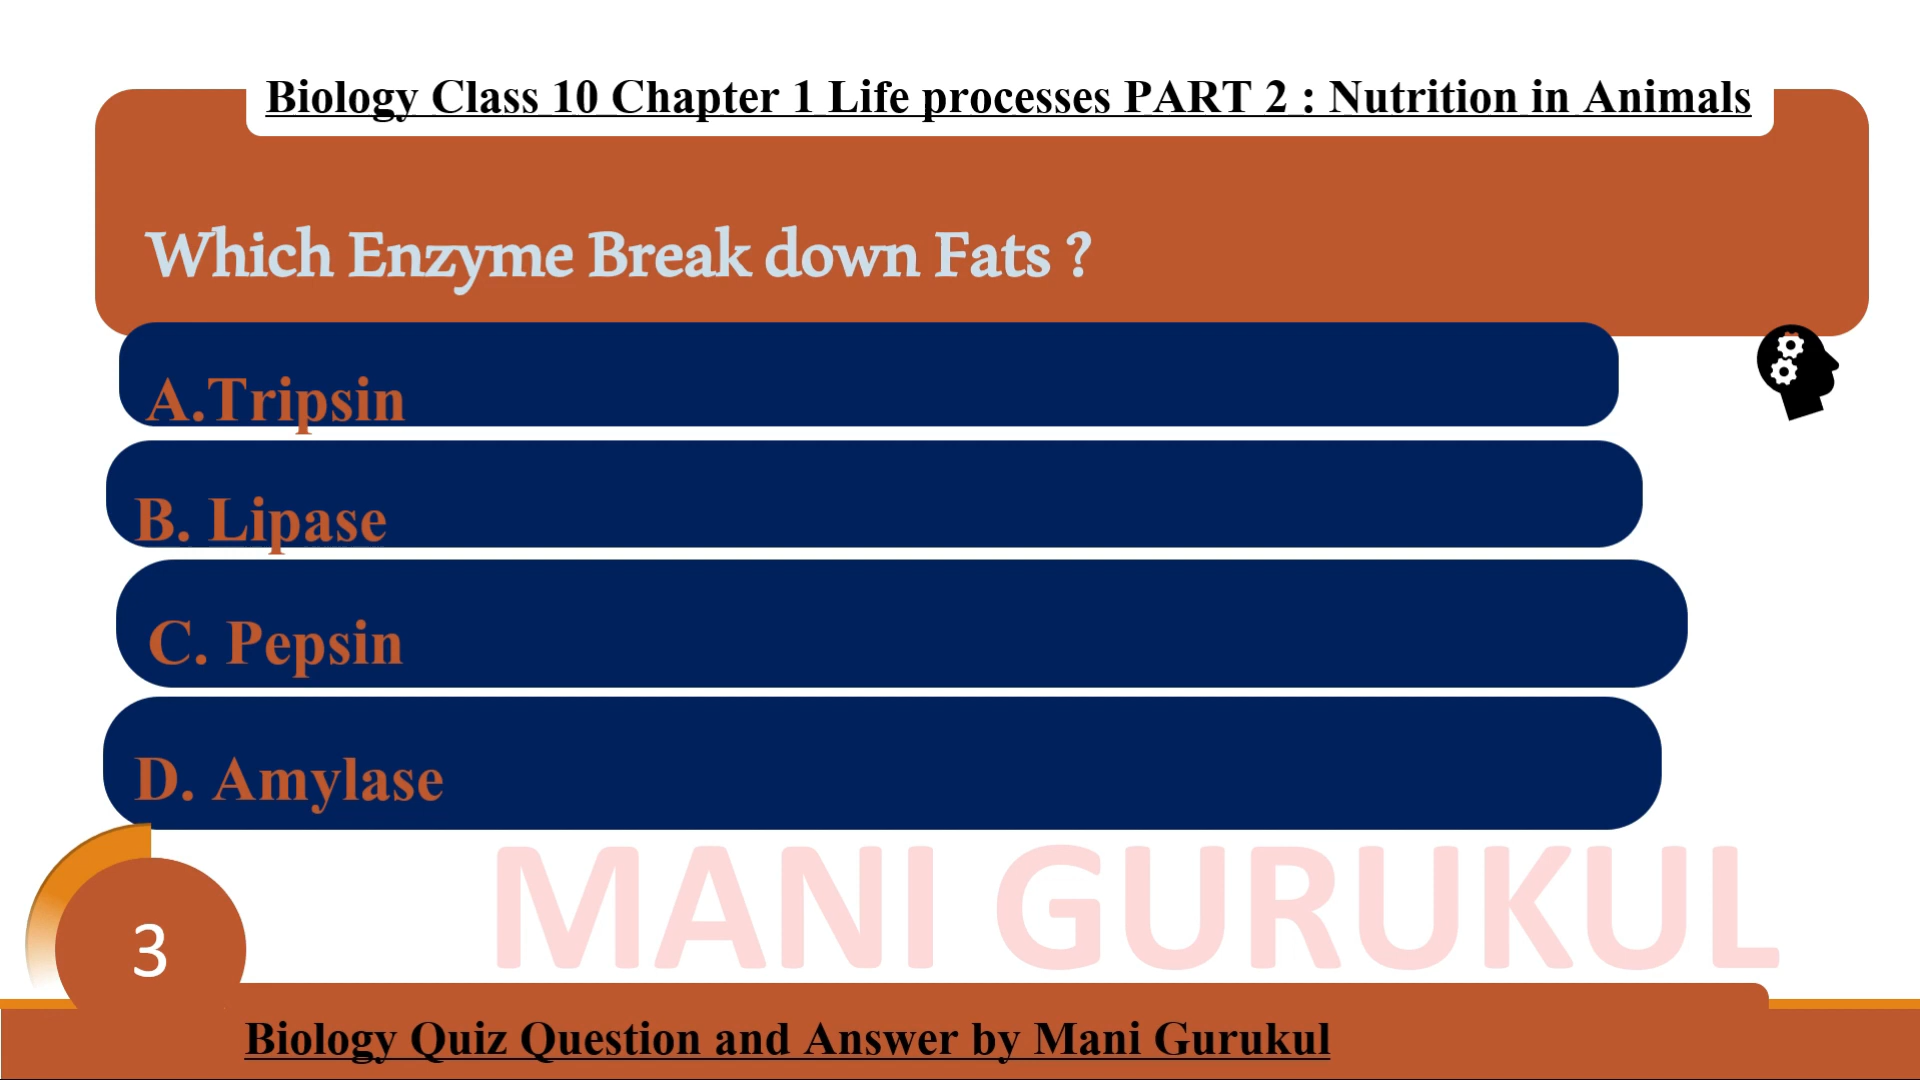 Biology Class 10 Chapter 1 Life processes PART 2 : Nutrition in Animals
Which Enzyme Break down Fats ?
A.Tripsin
B. Lipase
C. Pepsin
D. Amylase
MANI GURUKUL
3
Biology Quiz Question and Answer by Mani Gurukul